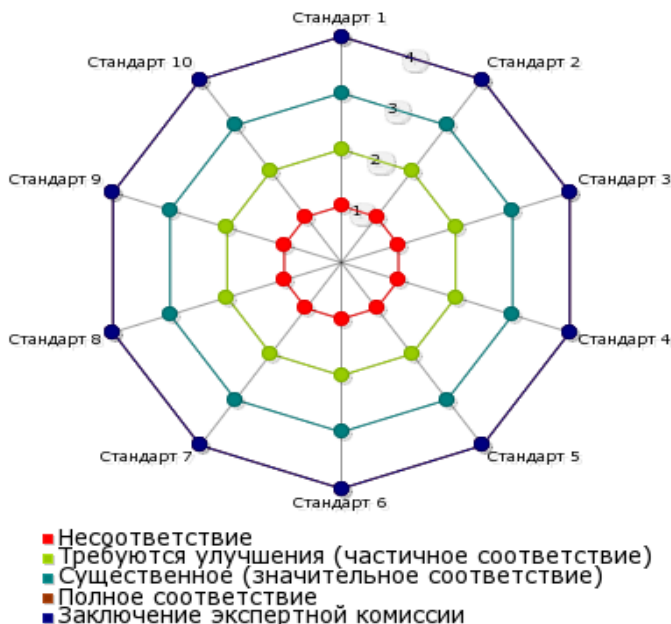 Стандарт 1
Стандарт 10
Стандарт 2
4
3
2
1
Стандарт 9
Стандарт 3
Стандарт 8
Стандарт 4
Стандарт 7
Стандарт 5
Стандарт 6
Несоответствие
Требуются улучшения (частичное соответствие)
Существенное (значительное соответствие)
Полное соответствие
Заключение экспертной комиссии